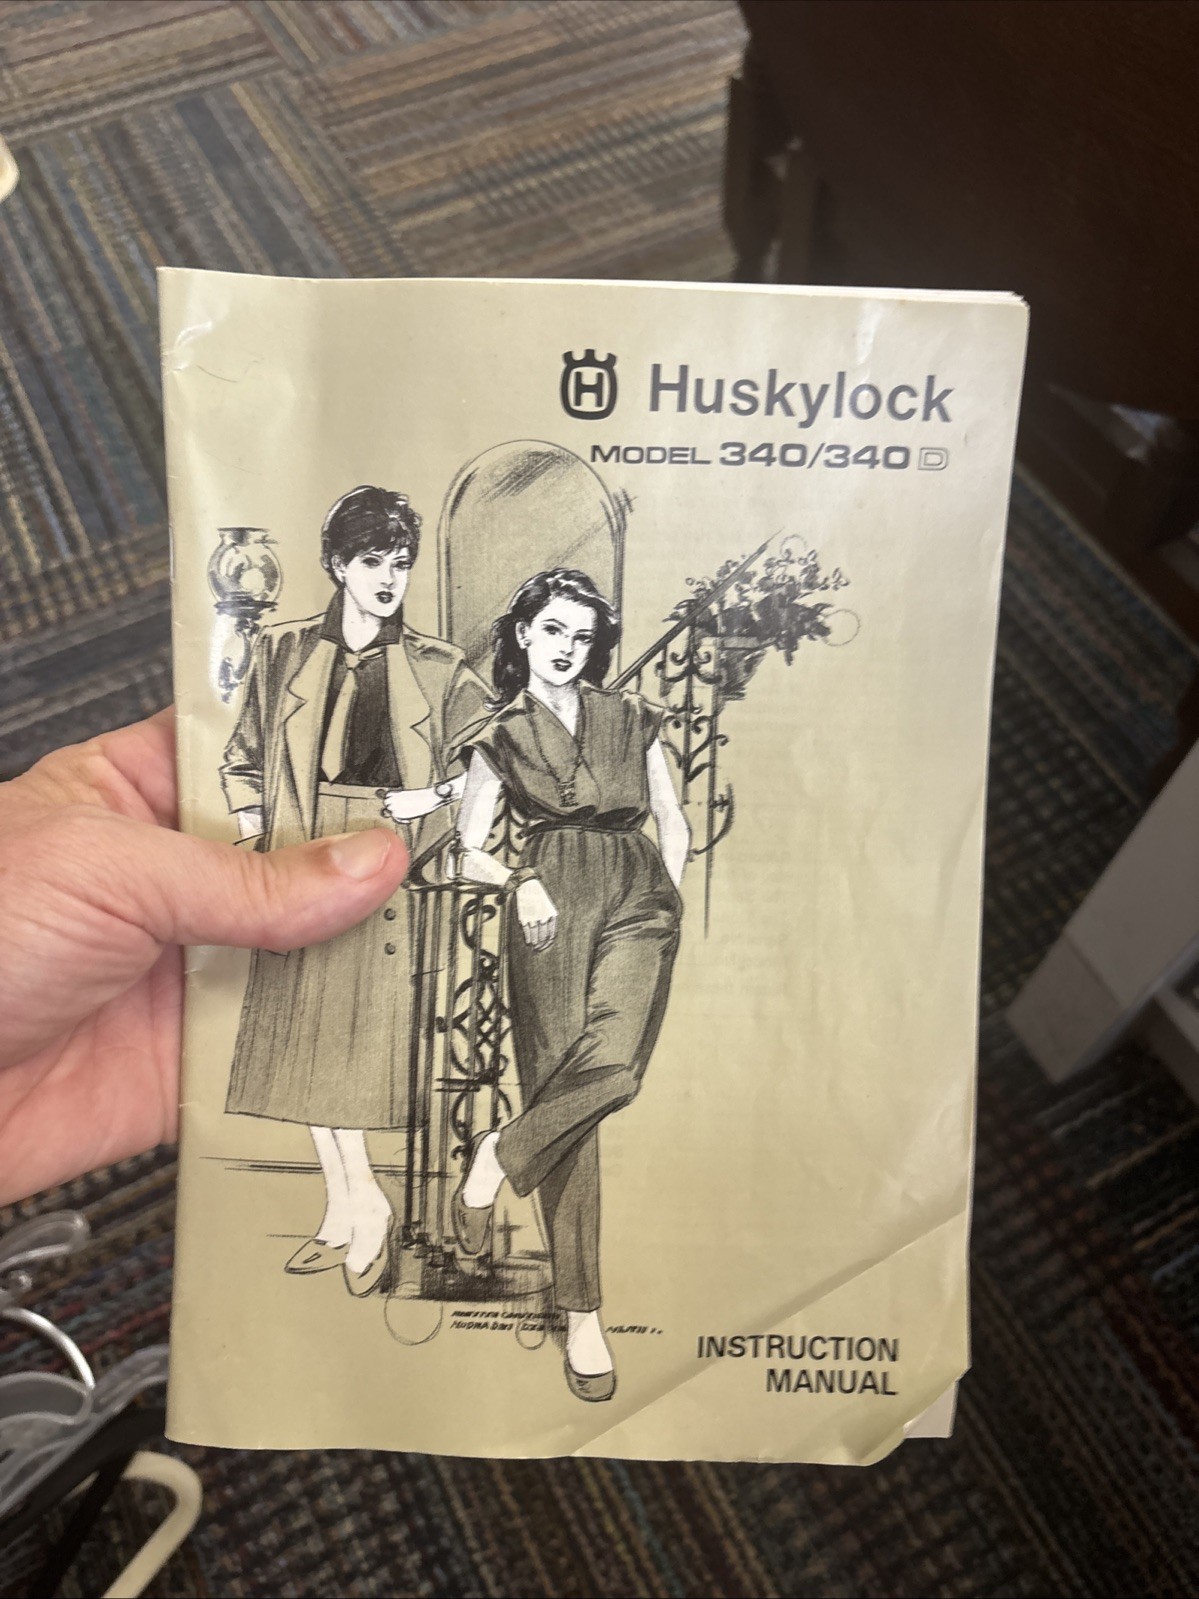 H Huskylock
MODEL 340/340 D
INSTRUCTION
MANUAL